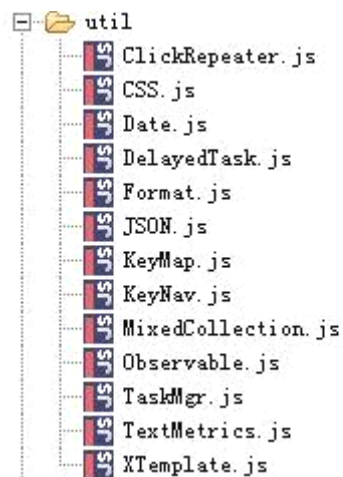 util
ClickRepeater.js
CSS.js
Date.js
DelayedTask.js
Format.js
JSON.js
KeyMap.js
KeyNav.js
MixedCollection.js
Observable.js
TaskMgr.js
TextMetrics.js
XTemplate.js